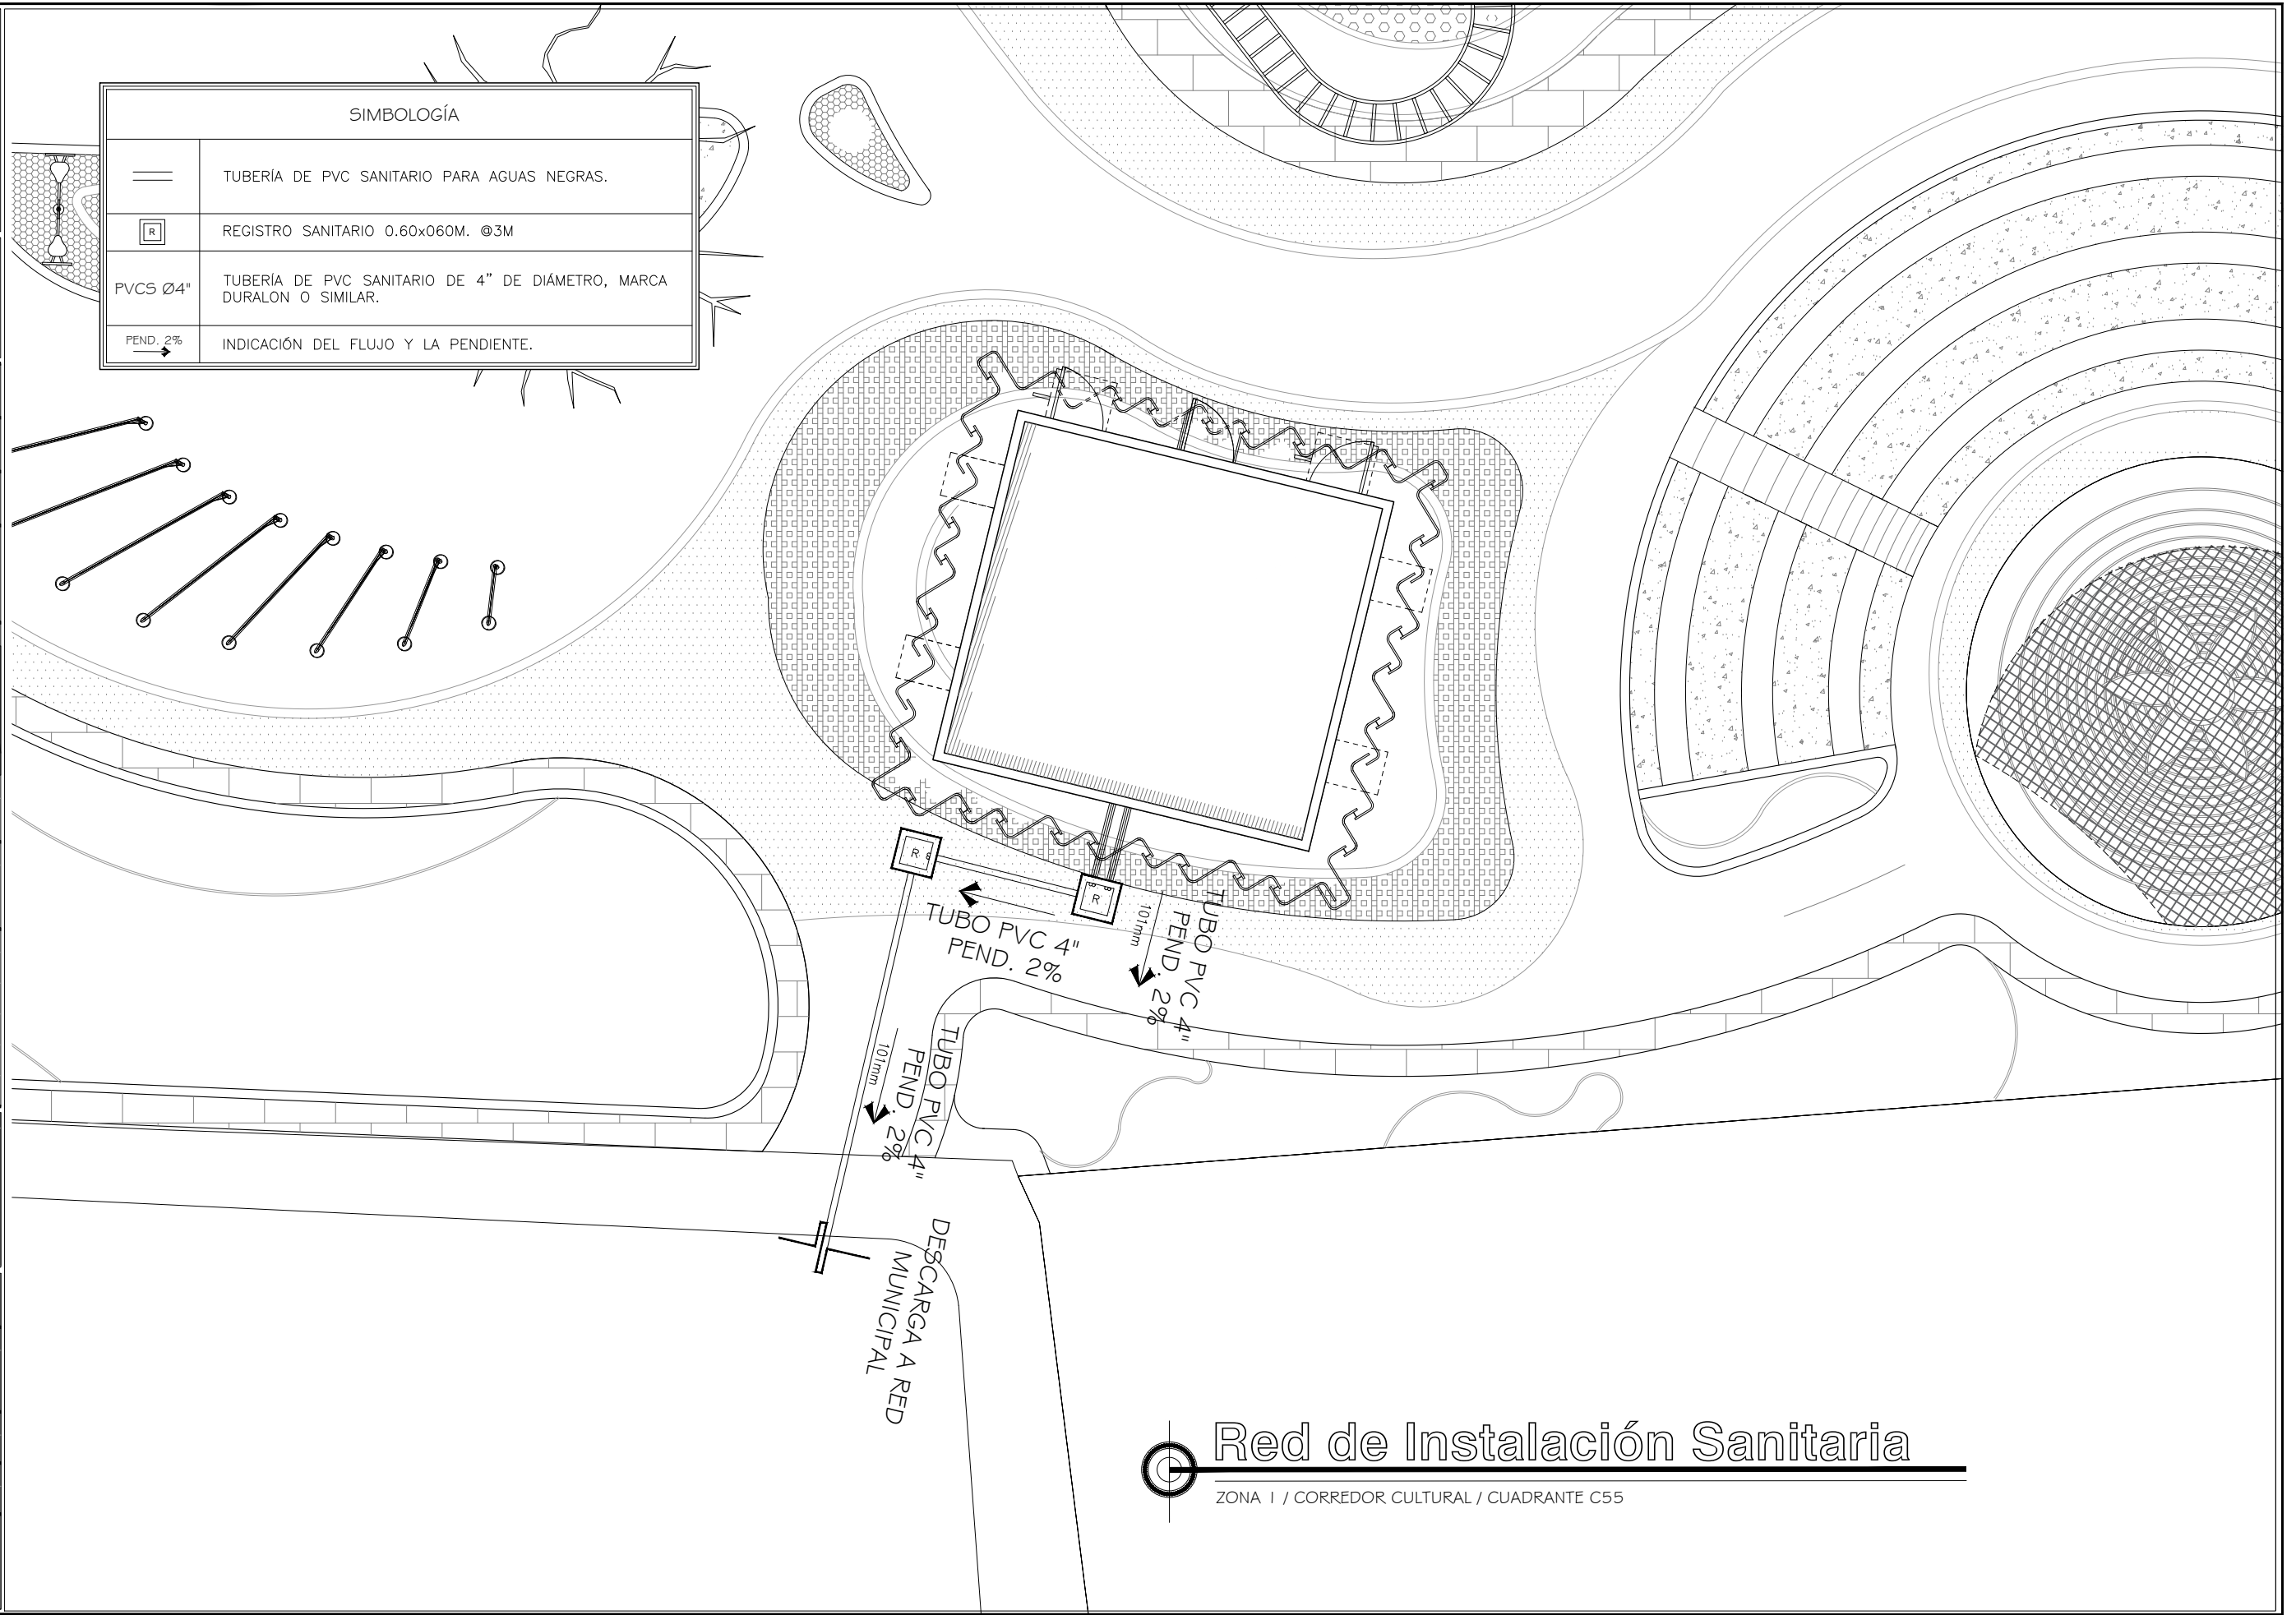 SIMBOLOGÍA
TUBERÍA DE PVC SANITARIO PARA AGUAS NEGRAS.
R
REGISTRO SANITARIO 0.60x060M. @3M
PVCS Ø4"
TUBERÍA DE PVC SANITARIO DE 4” DE DIÁMETRO, MARCA
DURALON O SIMILAR.
PEND. 2%
INDICACIÓN DEL FLUJO Y LA PENDIENTE.
R
R
TUBO PVC 4"
PEND. 2%
TUBO PVC 4"
PEND. 2%
101mm
TUBO PVC 4"
PEND. 2%
101mm
DESCARGA A RED
MUNICIPAL
Red de Instalación Sanitaria
ZONA 1 / CORREDOR CULTURAL / CUADRANTE C55